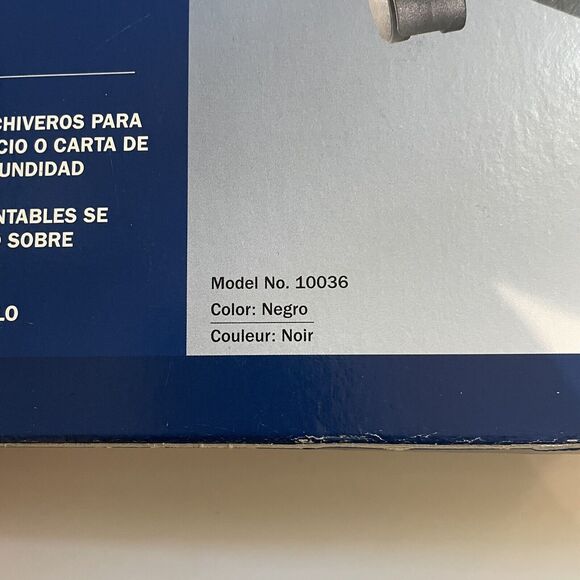 CHIVEROS PARA
CIO O CARTA DE
UNDIDAD
NTABLES SE
SOBRE
LO
Model No. 10036
Color: Negro
Couleur: Noir